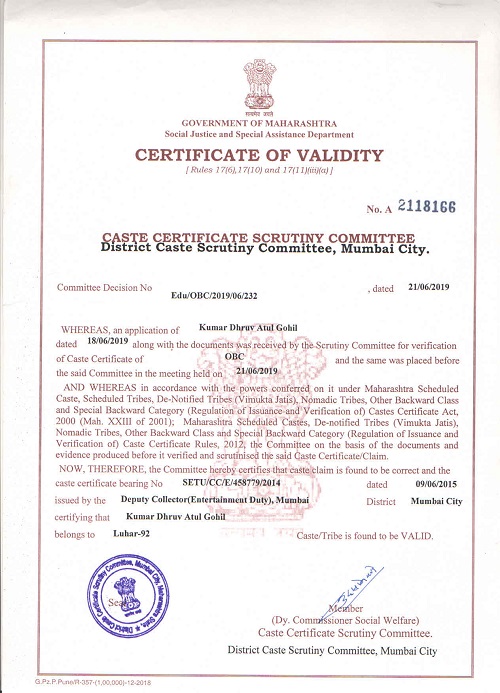 सत्यमेव जयते
GOVERNMENT OF MAHARASHTRA
Social Justice and Special Assistance Department
CERTIFICATE OF VALIDITY
[ Rules 17(6),17(10) and 17(11)(iii)(a) ]
No. A 2118166
CASTE CERTIFICATE SCRUTINY COMMITTEE
District Caste Scrutiny Committee, Mumbai City.
Committee Decision No Edu/OBC/2019/06/232 , dated 21/06/2019
WHEREAS, an application of Kumar Dhruv Atul Gohil
dated 18/06/2019 along with the documents was received by the Scrutiny Committee for verification
of Caste Certificate of OBC and the same was placed before
the said Committee in the meeting held on 21/06/2019
AND WHEREAS in accordance with the powers conferred on it under Maharashtra Scheduled
Caste, Scheduled Tribes, De-Notified Tribes (Vimukta Jatis), Nomadic Tribes, Other Backward Class
and Special Backward Category (Regulation of Issuance and Verification of) Castes Certificate Act,
2000 (Mah. XXIII of 2001); Maharashtra Scheduled Castes, De-notified Tribes (Vimukta Jatis),
Nomadic Tribes, Other Backward Class and Special Backward Category (Regulation of Issuance and
Verification of) Caste Certificate Rules, 2012, the Committee on the basis of the documents and
evidence produced before it verified and scrutinised the said Caste Certificate/Claim.
NOW, THEREFORE, the Committee hereby certifies that caste claim is found to be correct and the
caste certificate bearing No SETU/CC/E/458779/2014 dated 09/06/2015
issued by the Deputy Collector(Entertainment Duty), Mumbai District Mumbai City
certifying that Kumar Dhruv Atul Gohil
belongs to Luhar-92 Caste/Tribe is found to be VALID.
Seal
District Caste Certificate Scrutiny Committee, Mumbai City, Maharashtra State.
Member
(Dy. Commissioner Social Welfare)
Caste Certificate Scrutiny Committee.
District Caste Scrutiny Committee, Mumbai City
G.Pz.P.Pune/R-357-(1,00,000)-12-2018